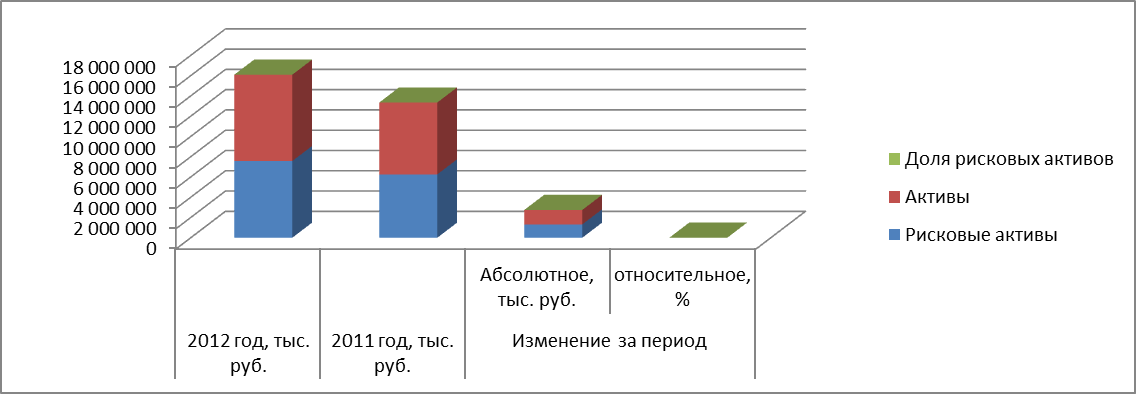 18 000 000
16 000 000
14 000 000
12 000 000
10 000 000
8 000 000
6 000 000
4 000 000
2 000 000
0
Доля рисковых активов
Активы
Рисковые активы
Абсолютное,
тыс. руб.
относительное,
%
2012 год, тыс.
руб.
2011 год, тыс.
руб.
Изменение за период